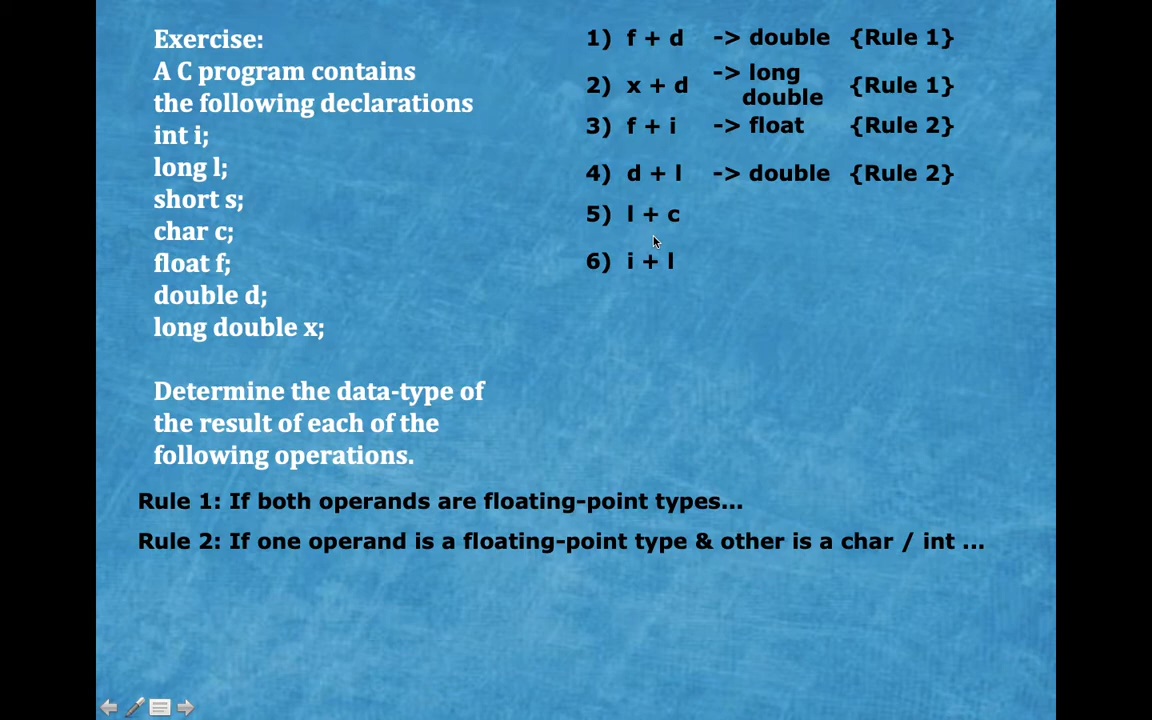 Exercise:
A C program contains
the following declarations
int i;
long l;
short s;
char c;
float f;
double d;
long double x;
Determine the data-type of
the result of each of the
following operations.
1) f + d -> double {Rule 1}
2) x + d -> long double {Rule 1}
3) f + i -> float {Rule 2}
4) d + l -> double {Rule 2}
5) l + c
6) i + l
Rule 1: If both operands are floating-point types...
Rule 2: If one operand is a floating-point type & other is a char / int ...